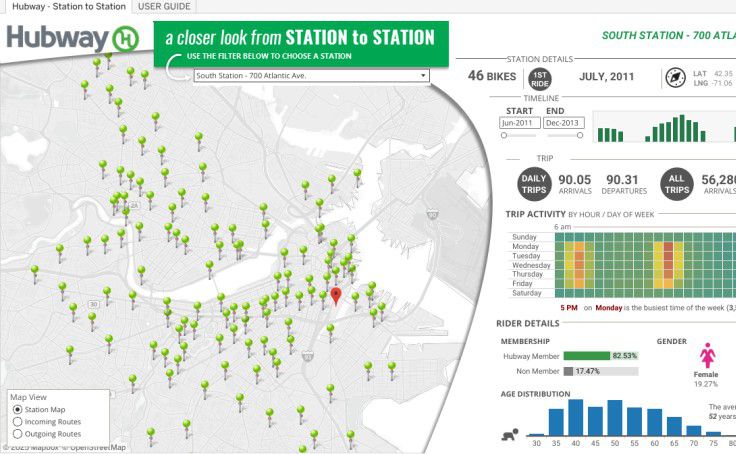 Hubway - Station to Station
USER GUIDE
Hubway H
a closer look from STATION to STATION
USE THE FILTER BELOW TO CHOOSE A STATION
South Station - 700 Atlantic Ave.
SOUTH STATION - 700
STATION DETAILS
46 BIKES
1ST RIDE
JULY, 2011
LAT 42.35
LNG -71.06
TIMELINE
START
END
Jun-2011
Dec-2013
TRIP
DAILY TRIPS
90.05 ARRIVALS
90.31 DEPARTURES
ALL TRIPS
56,280
ARRIVALS
TRIP ACTIVITY BY HOUR / DAY OF WEEK
6 am
Sunday
Monday
Tuesday
Wednesday
Thursday
Friday
Saturday
5 PM on Monday is the busiest time of the week
RIDER DETAILS
MEMBERSHIP
GENDER
Hubway Member 82.53%
Non Member 17.47%
Female
19.27%
AGE DISTRIBUTION
The
52 years
30 35 40 45 50 55 60 65 70 75 80
2A
30
Map View
Station Map
Incoming Routes
Outgoing Routes
© 2025 Mapbox © OpenStreetMap